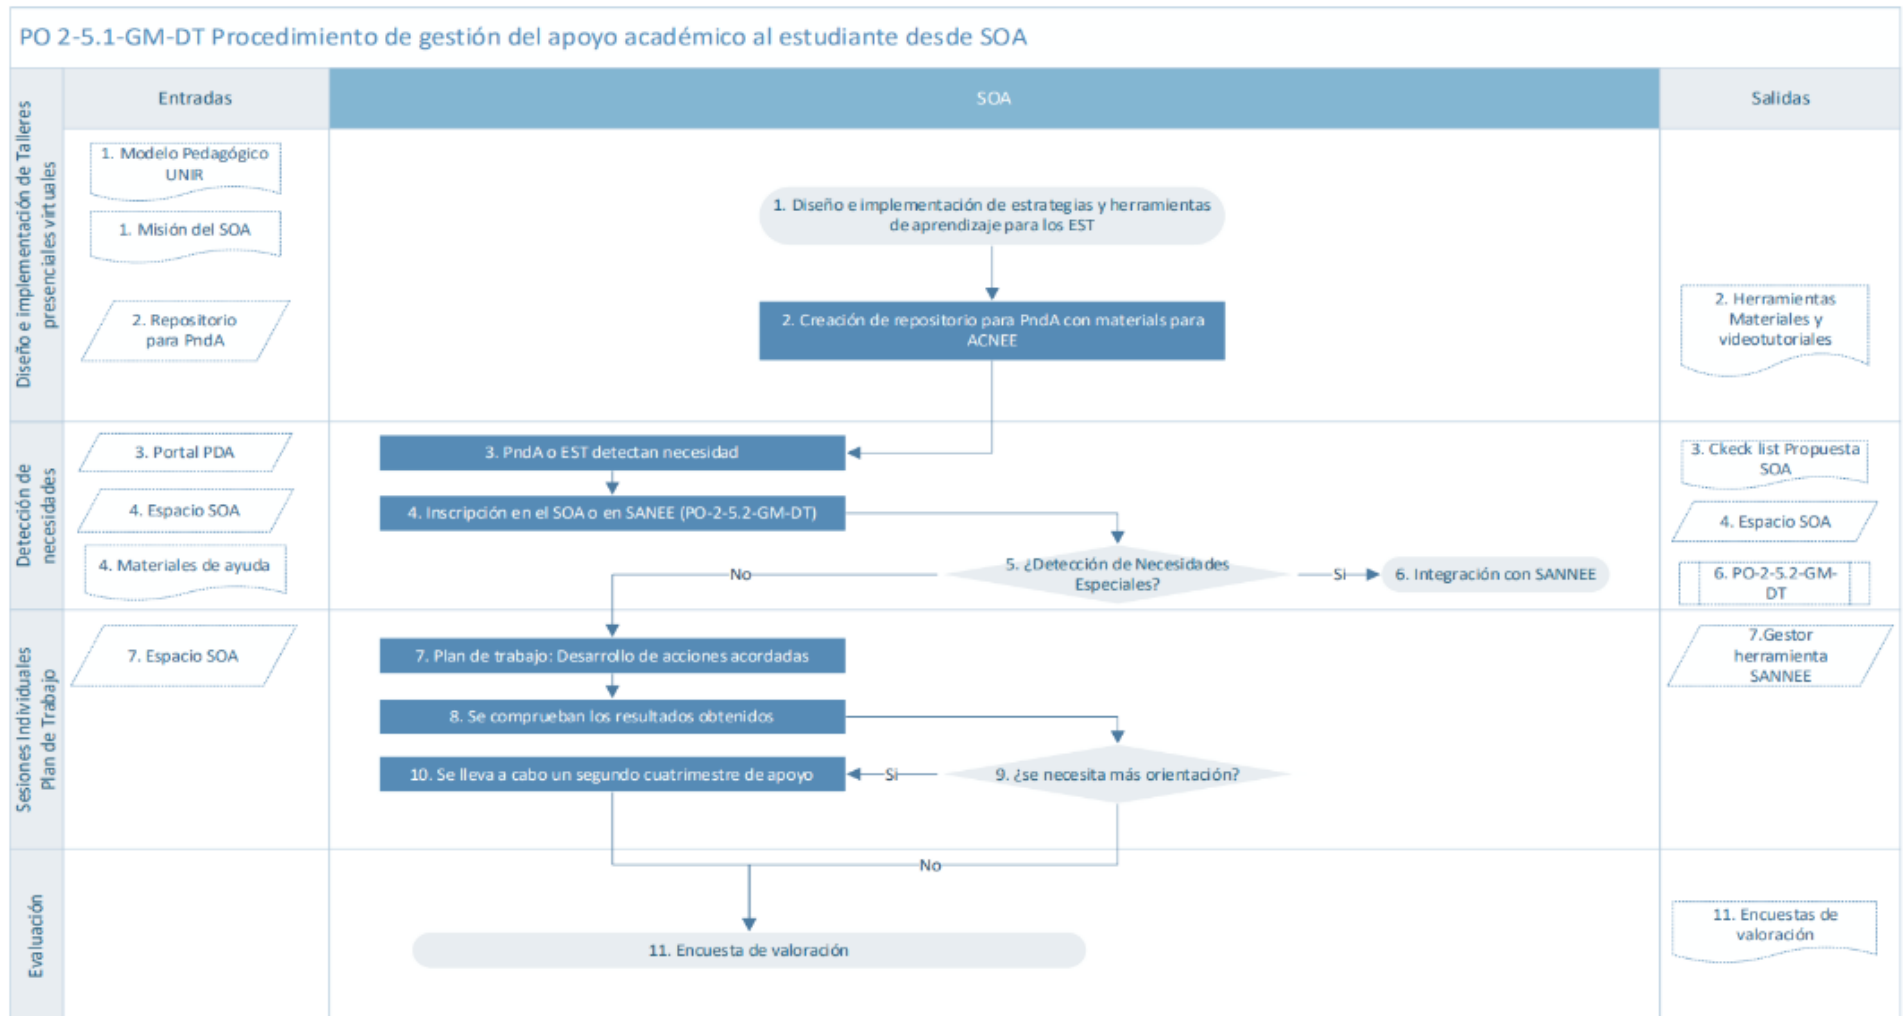 PO 2-5.1-GM-DT Procedimiento de gestión del apoyo académico al estudiante desde SOA
Entradas
SOA
Salidas
Diseño e implementación de Talleres
presenciales virtuales
1. Modelo Pedagógico
UNIR
1. Misión del SOA
2. Repositorio
para PndA
1. Diseño e implementación de estrategias y herramientas
de aprendizaje para los EST
2. Creación de repositorio para PndA con materials para
ACNEE
2. Herramientas
Materiales y
videotutoriales
Detección de
necesidades
3. Portal PDA
4. Espacio SOA
4. Materiales de ayuda
3. PndA o EST detectan necesidad
4. Inscripción en el SOA o en SANEE (PO-2-5.2-GM-DT)
5. ¿Detección de Necesidades
Especiales?
No
Si
6. Integración con SANNEE
3. Ckeck list Propuesta
SOA
4. Espacio SOA
6. PO-2-5.2-GM-
DT
Sesiones Individuales
Plan de Trabajo
7. Espacio SOA
7. Plan de trabajo: Desarrollo de acciones acordadas
8. Se comprueban los resultados obtenidos
10. Se lleva a cabo un segundo cuatrimestre de apoyo
Si
9. ¿se necesita más orientación?
7.Gestor
herramienta
SANNEE
No
Evaluación
11. Encuesta de valoración
11. Encuestas de
valoración